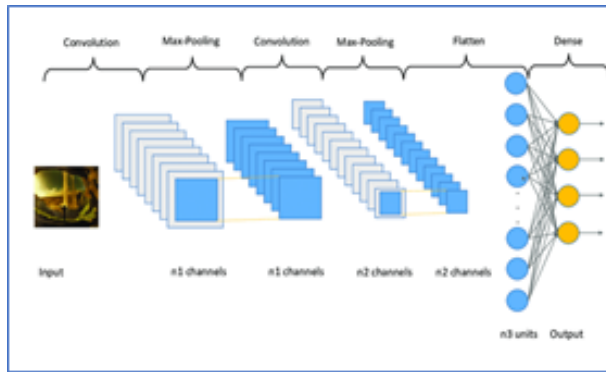 Convolution Max-Pooling Convolution Max-Pooling Flatten Dense
Input n1 channels n1 channels n2 channels n2 channels
n3 units Output